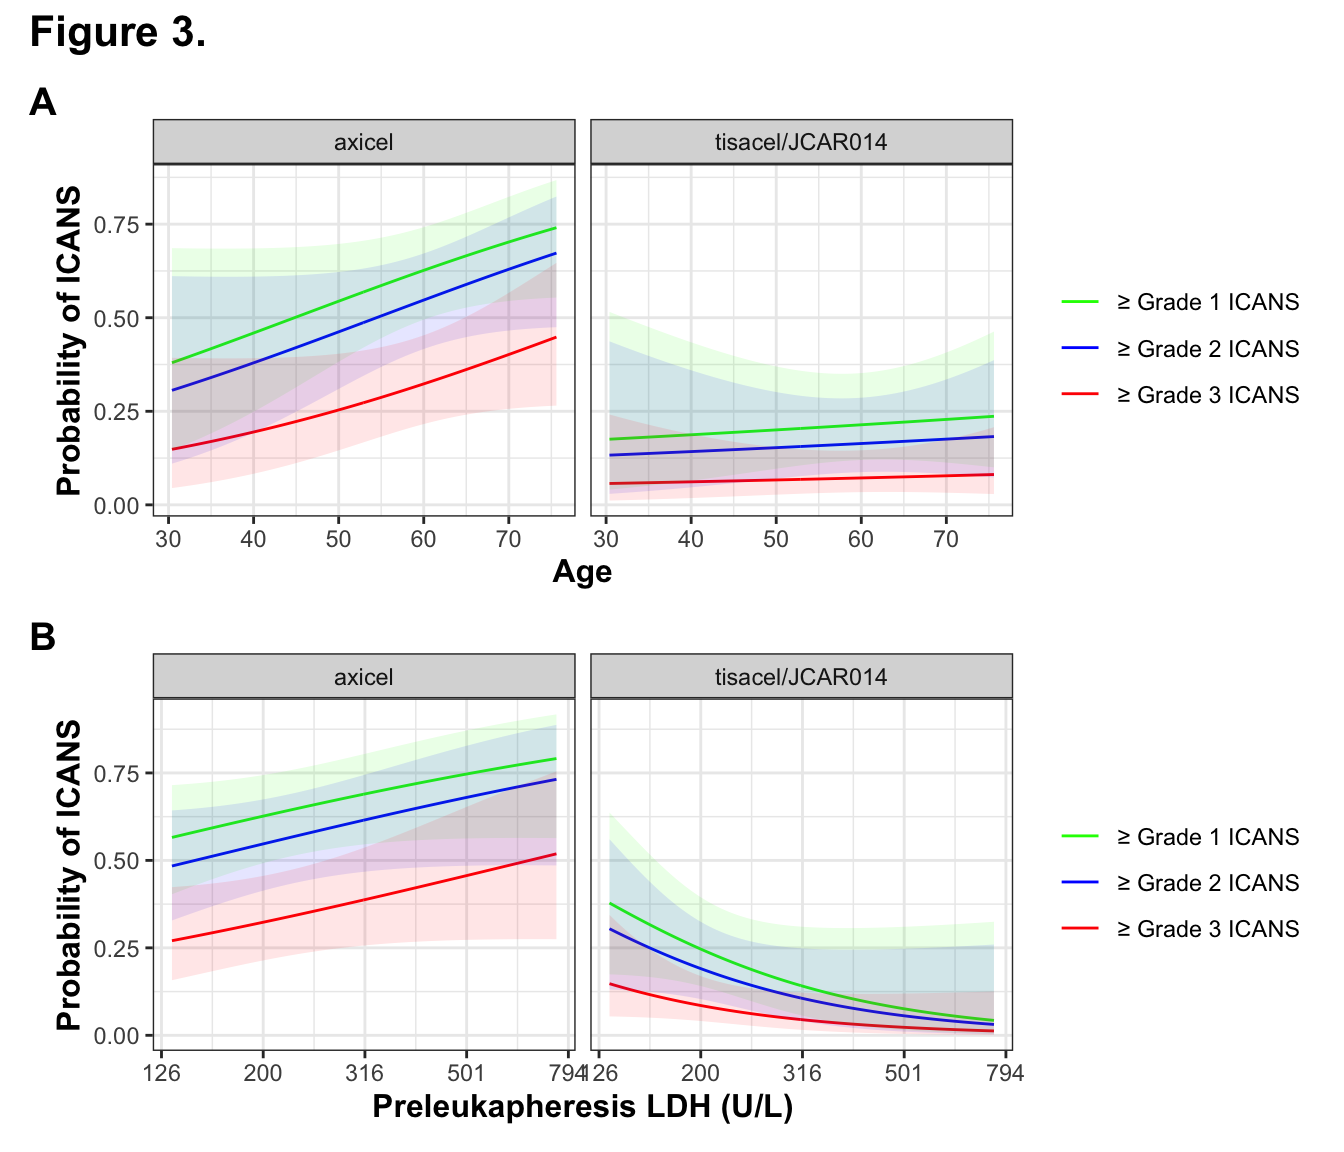 Figure 3.
A
axicel
tisacel/JCAR014
Probability of ICANS
0.75
0.50
0.25
0.00
30 40 50 60 70
30 40 50 60 70
Age
≥ Grade 1 ICANS
≥ Grade 2 ICANS
≥ Grade 3 ICANS
B
axicel
tisacel/JCAR014
Probability of ICANS
0.75
0.50
0.25
0.00
126 200 316 501 794
126 200 316 501 794
Preleukapheresis LDH (U/L)
≥ Grade 1 ICANS
≥ Grade 2 ICANS
≥ Grade 3 ICANS